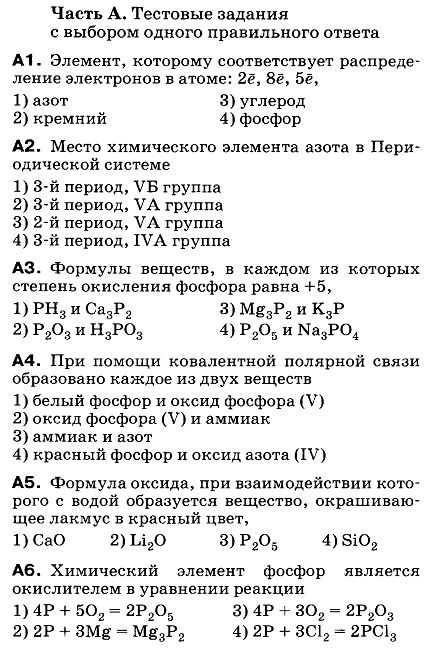 Часть А. Тестовые задания
с выбором одного правильного ответа
А1. Элемент, которому соответствует распреде-
ление электронов в атоме: 2ē, 8ē, 5ē,
1) азот 3) углерод
2) кремний 4) фосфор
А2. Место химического элемента азота в Пери-
одической системе
1) 3-й период, VБ группа
2) 3-й период, VA группа
3) 2-й период, VA группа
4) 3-й период, IVA группа
А3. Формулы веществ, в каждом из которых
степень окисления фосфора равна +5,
1) PH₃ и Ca₃P₂ 3) Mg₃P₂ и K₃P
2) P₂O₃ и H₃PO₃ 4) P₂O₅ и Na₃PO₄
А4. При помощи ковалентной полярной связи
образовано каждое из двух веществ
1) белый фосфор и оксид фосфора (V)
2) оксид фосфора (V) и аммиак
3) аммиак и азот
4) красный фосфор и оксид азота (IV)
А5. Формула оксида, при взаимодействии кото-
рого с водой образуется вещество, окрашиваю-
щее лакмус в красный цвет,
1) CaO 2) Li₂O 3) P₂O₅ 4) SiO₂
А6. Химический элемент фосфор является
окислителем в уравнении реакции
1) 4P + 5O₂ = 2P₂O₅ 3) 4P + 3O₂ = 2P₂O₃
2) 2P + 3Mg = Mg₃P₂ 4) 2P + 3Cl₂ = 2PCl₃